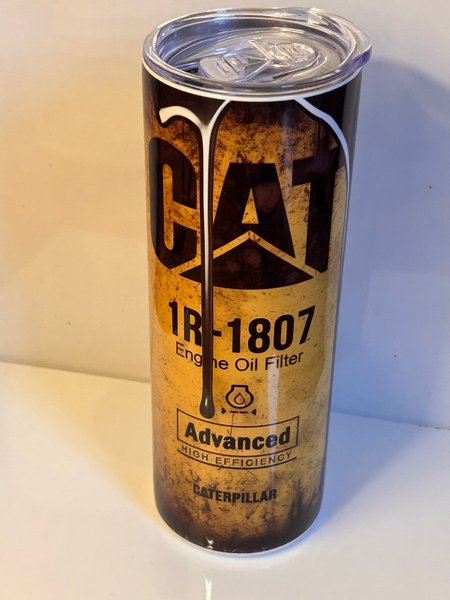 CAT
1R-1807
Engine Oil Filter
Advanced
HIGH EFFICIENCY
CATERPILLAR